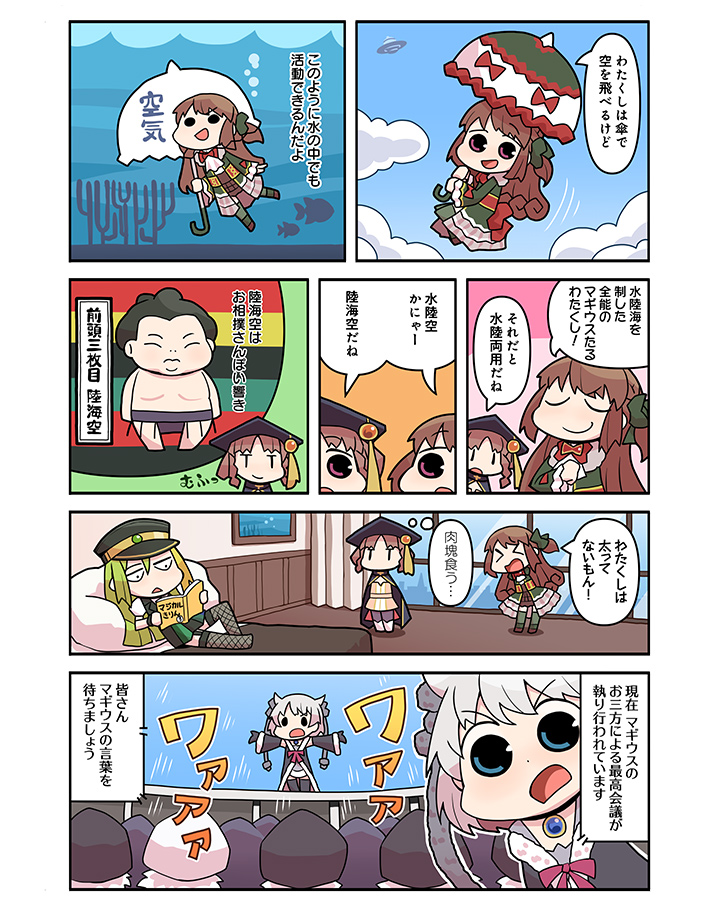 わたくしは傘で
空を飛べるけど
このように水の中でも
活動できるんだよ
空気
水陸海を
制した
全能の
マギウスたる
わたくし!
それだと
水陸両用だね
水陸空
かにゃー
陸海空だね
陸海空は
お相撲さんぽい響き
前頭三枚目 陸海空
むふっ
わたくしは
太って
ないもん!
肉塊食う…
マジカル
きりん
現在 マギウスの
お三方による最高会議が
執り行われています
ワァァァ
ワァァァ
皆さん
マギウスの言葉を
待ちましょう